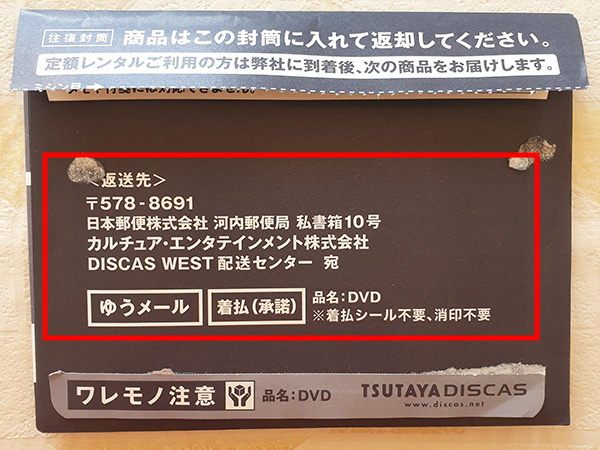 往復封筒 商品はこの封筒に入れて返却してください。
定額レンタルご利用の方は弊社に到着後、次の商品をお届けします。
<返送先>
〒578-8691
日本郵便株式会社 河内郵便局 私書箱10号
カルチュア・エンタテインメント株式会社
DISCAS WEST 配送センター 宛
ゆうメール 着払(承諾) 品名:DVD
※着払シール不要、消印不要
ワレモノ注意 品名:DVD TSUTAYA DISCAS
www.discas.net